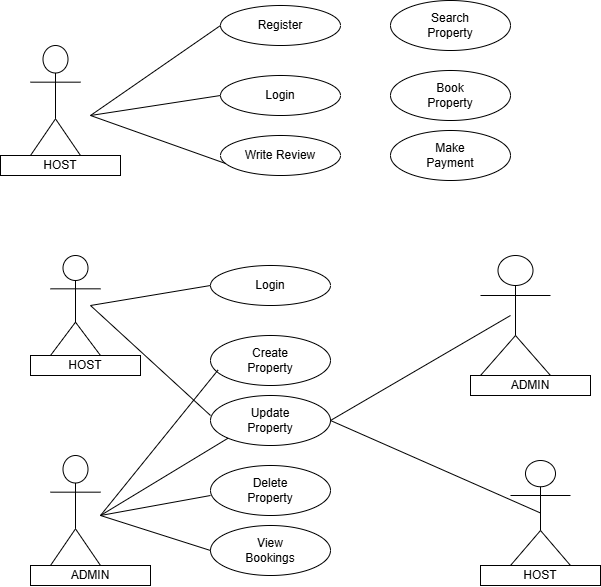 Register
Search
Property
Login
Book
Property
Write Review
Make
Payment
HOST
Login
HOST
Create
Property
ADMIN
Update
Property
Delete
Property
View
Bookings
ADMIN
HOST